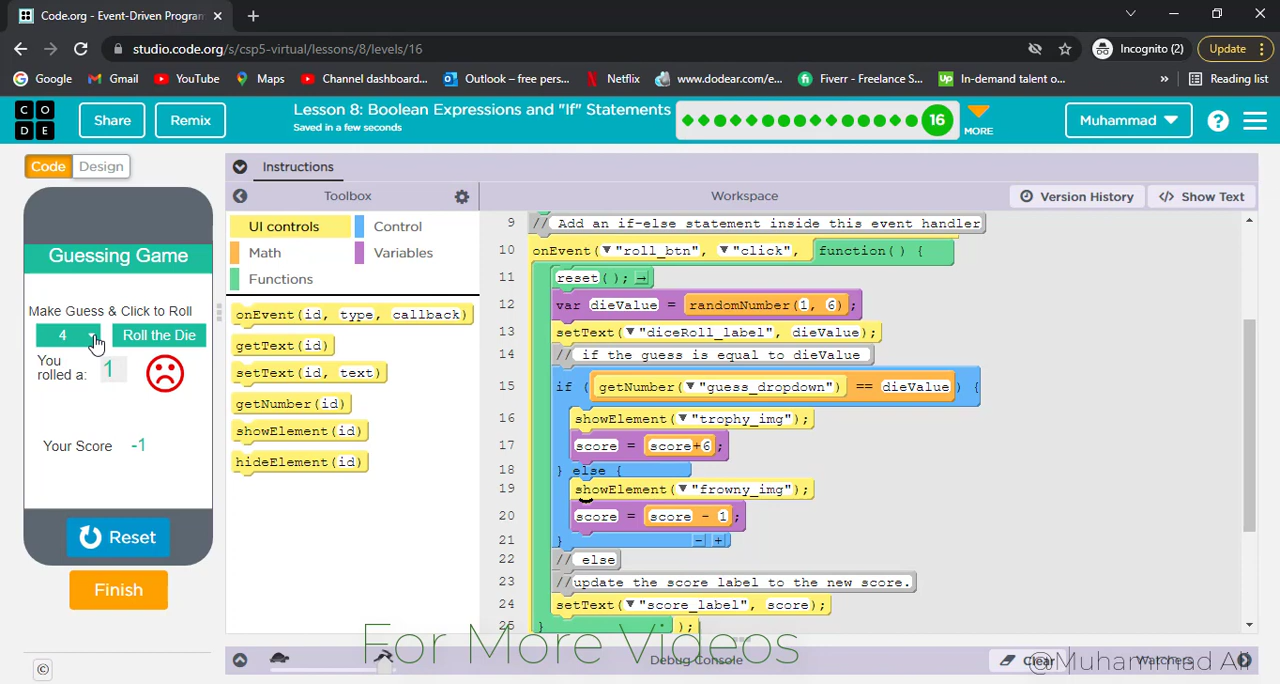 Code.org - Event-Driven Program
studio.code.org/s/csp5-virtual/lessons/8/levels/16
Incognito (2)
Update
Google
Gmail
YouTube
Maps
Channel dashboard...
Outlook – free pers...
Netflix
www.dodear.com/e...
Fiverr - Freelance S...
In-demand talent o...
»
Reading list
CODE
Share
Remix
Lesson 8: Boolean Expressions and "If" Statements
Saved in a few seconds
16
MORE
Muhammad
?
Code
Design
Instructions
Toolbox
Workspace
Version History
</> Show Text
UI controls
Control
Math
Variables
Functions
onEvent(id, type, callback)
getText(id)
setText(id, text)
getNumber(id)
showElement(id)
hideElement(id)
Guessing Game
Make Guess & Click to Roll
4
Roll the Die
You
rolled a:
1
Your Score -1
Reset
Finish
9 // Add an if-else statement inside this event handler
10 onEvent(▼"roll_btn", ▼"click", function() {
11 reset();→
12 var dieValue = randomNumber(1, 6);
13 setText(▼"diceRoll_label", dieValue);
14 // if the guess is equal to dieValue
15 if (getNumber(▼"guess_dropdown") == dieValue) {
16 showElement(▼"trophy_img");
17 score = score+6;
18 } else {
19 showElement(▼"frowny_img");
20 score = score - 1;
21 } - +
22 // else
23 //update the score label to the new score.
24 setText(▼"score_label", score);
25 } );
For More Videos
Debug Console
Clear
Watchers
@Muhammad Ali
©